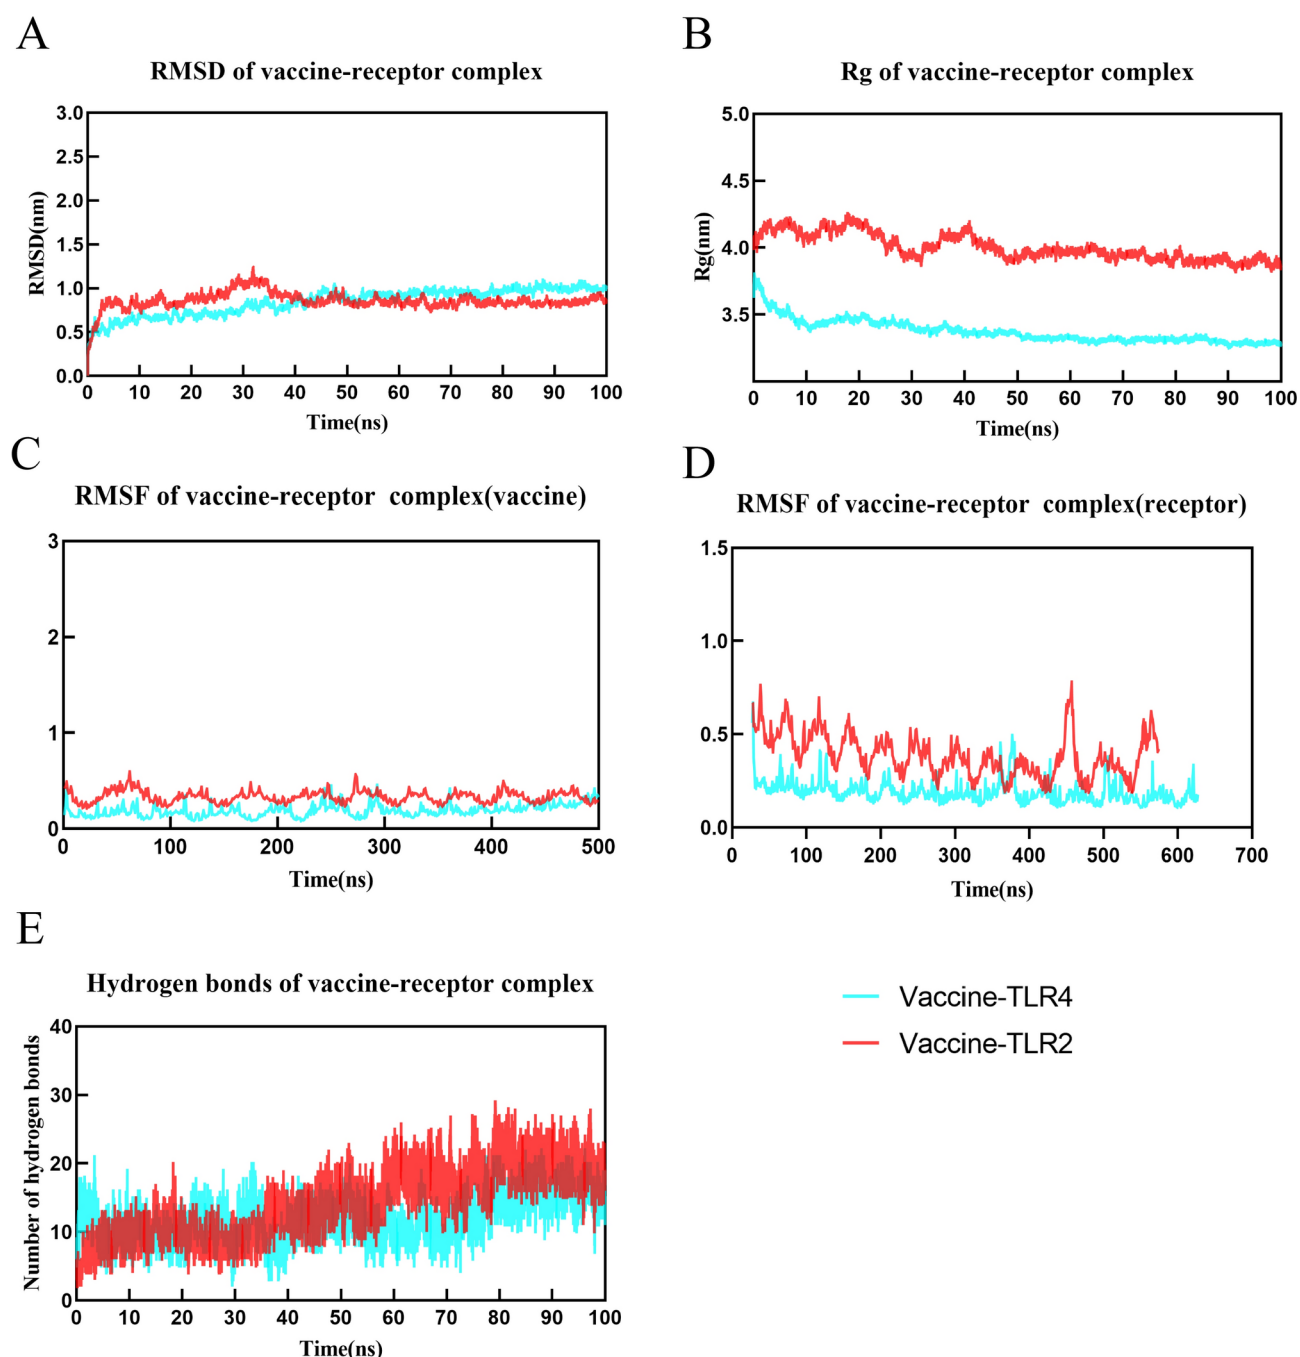 A
RMSD of vaccine-receptor complex
3.0
2.5
2.0
1.5
1.0
0.5
0.0
RMSD(nm)
0 10 20 30 40 50 60 70 80 90 100
Time(ns)
B
Rg of vaccine-receptor complex
5.0
4.5
4.0
3.5
Rg(nm)
0 10 20 30 40 50 60 70 80 90 100
Time(ns)
C
RMSF of vaccine-receptor complex(vaccine)
3
2
1
0
0 100 200 300 400 500
Time(ns)
D
RMSF of vaccine-receptor complex(receptor)
1.5
1.0
0.5
0.0
0 100 200 300 400 500 600 700
Time(ns)
E
Hydrogen bonds of vaccine-receptor complex
40
30
20
10
0
Number of hydrogen bonds
0 10 20 30 40 50 60 70 80 90 100
Time(ns)
Vaccine-TLR4
Vaccine-TLR2